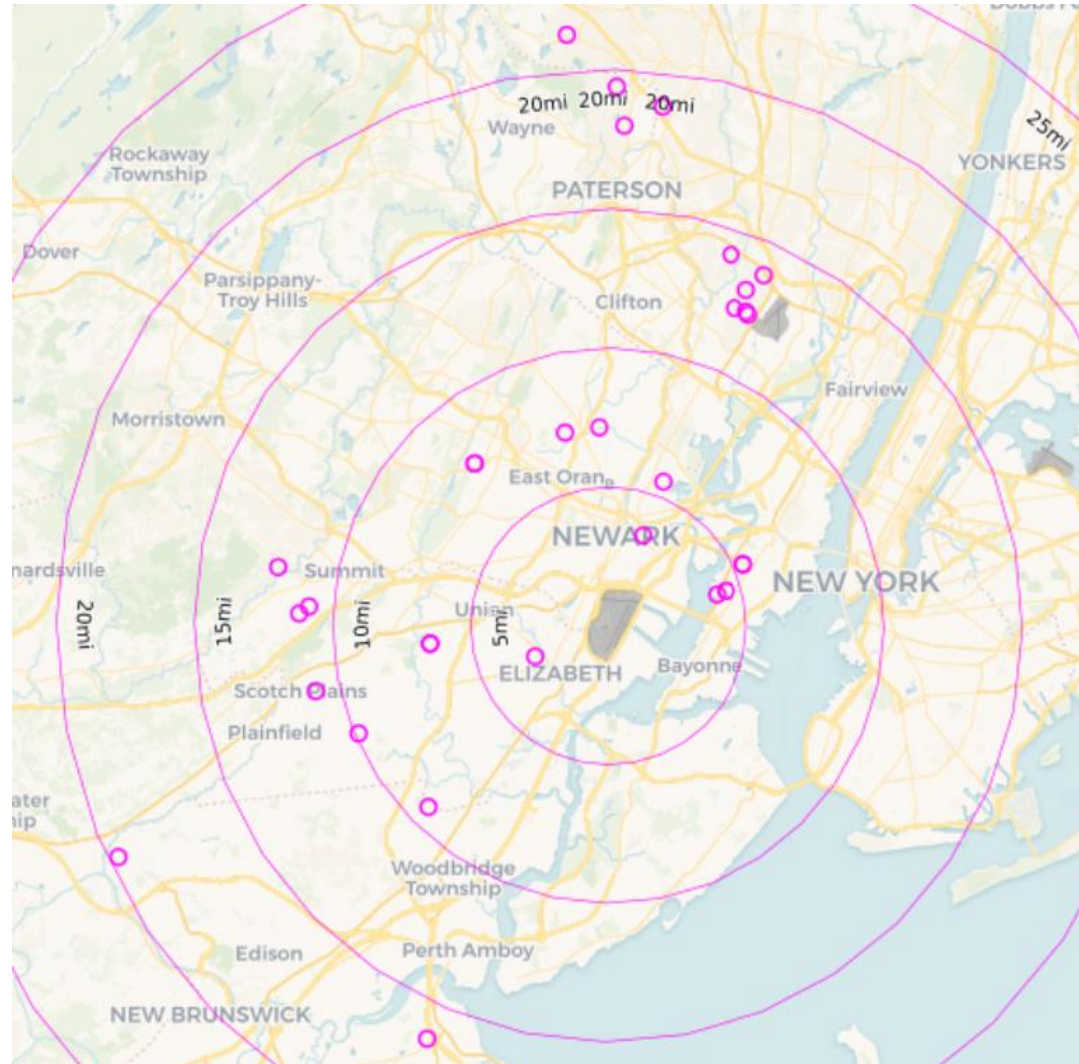 20mi 20mi 20mi
Wayne
25mi
Rockaway
Township
YONKERS
PATERSON
Dover
Parsippany-
Troy Hills
Clifton
Fairview
Morristown
East Oran
NEWARK
nardsville
Summit
NEW YORK
Union
20mi
15mi
10mi
5mi
ELIZABETH
Bayonne
Scotch Plains
Plainfield
ater
ip
Woodbridge
Township
Edison
Perth Amboy
NEW BRUNSWICK